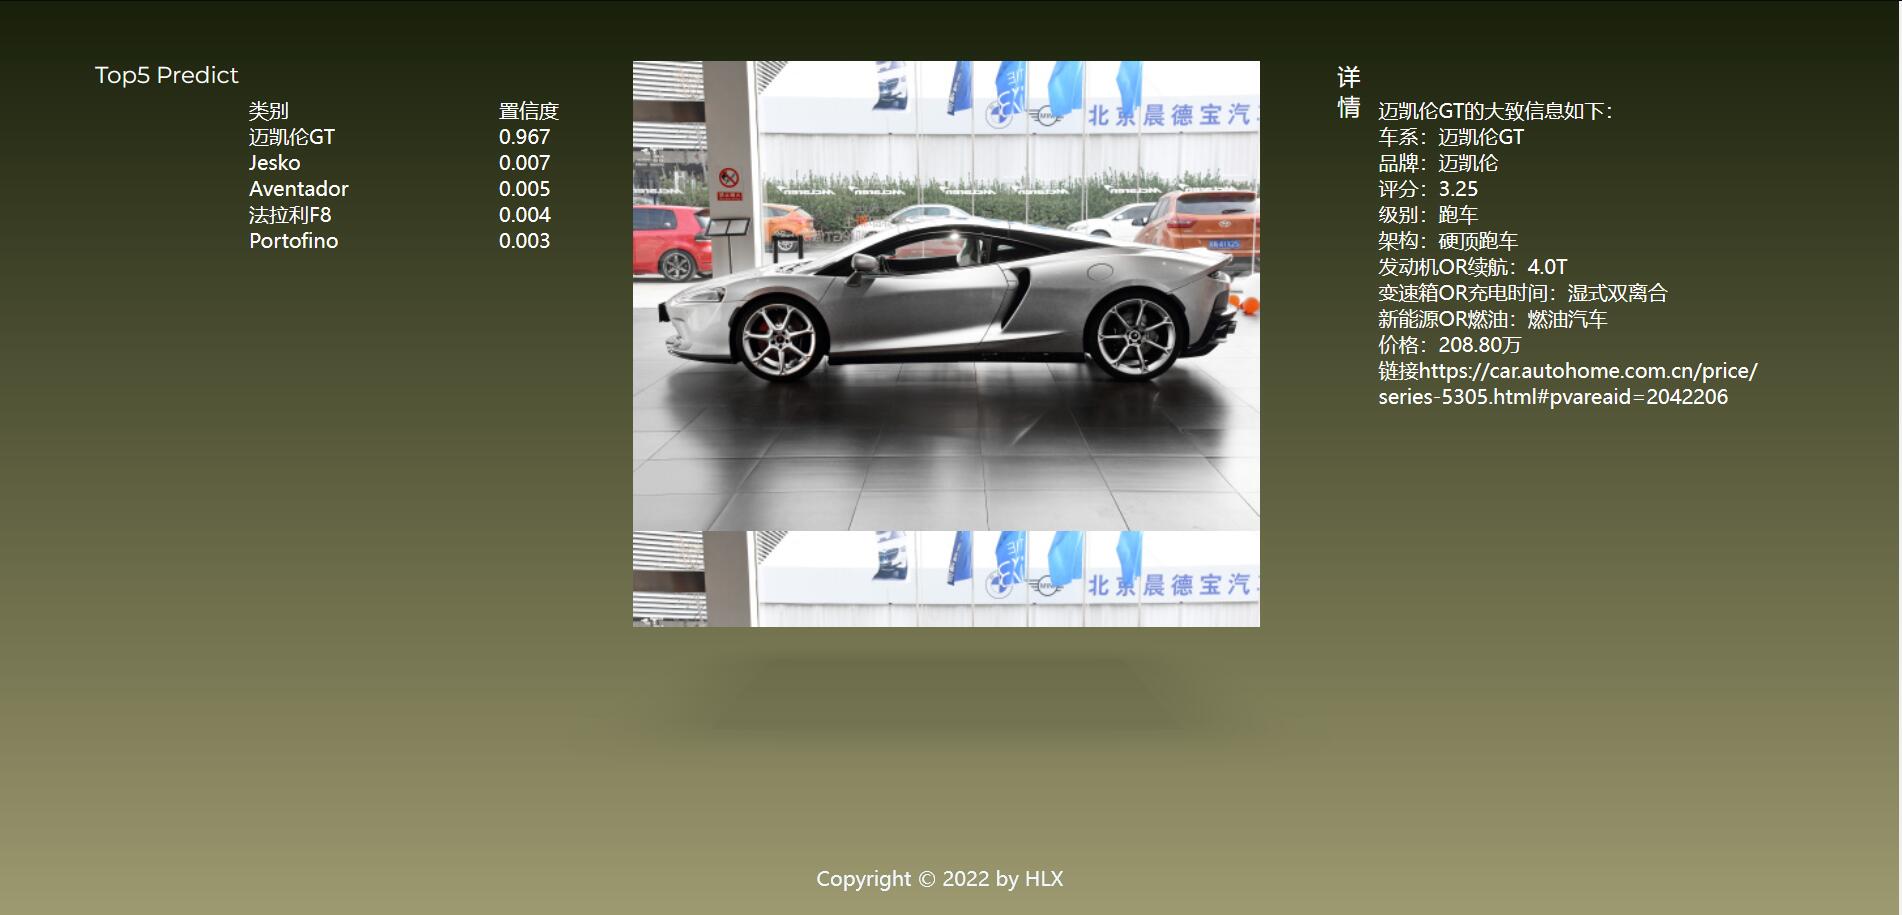 Top5 Predict
类别 置信度
迈凯伦GT 0.967
Jesko 0.007
Aventador 0.005
法拉利F8 0.004
Portofino 0.003
北京晨德宝汽
MINI
北京晨德宝汽
MINI
详
情
迈凯伦GT的大致信息如下：
车系：迈凯伦GT
品牌：迈凯伦
评分：3.25
级别：跑车
架构：硬顶跑车
发动机OR续航：4.0T
变速箱OR充电时间：湿式双离合
新能源OR燃油：燃油汽车
价格：208.80万
链接https://car.autohome.com.cn/price/
series-5305.html#pvareaid=2042206
Copyright © 2022 by HLX